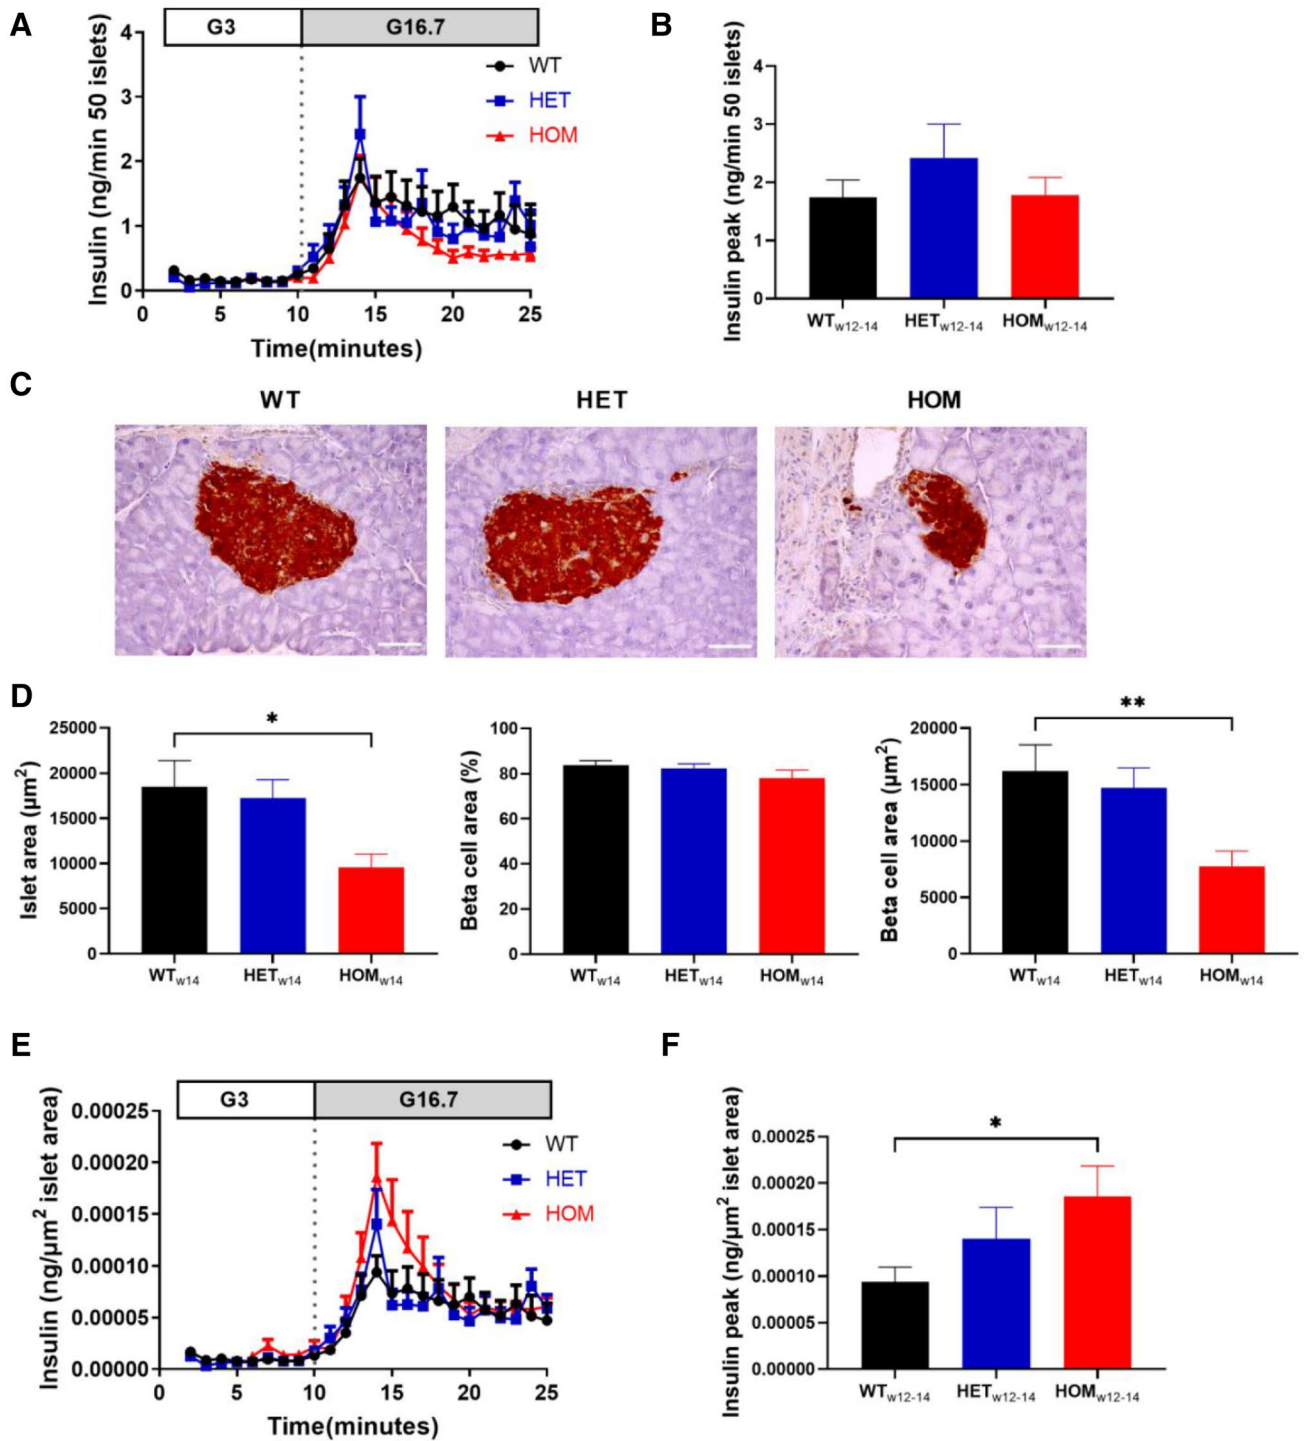 A
G3
G16.7
Insulin (ng/min 50 islets)
4
3
2
1
0
WT
HET
HOM
0
5
10
15
20
25
Time(minutes)
B
Insulin peak (ng/min 50 islets)
4
3
2
1
0
WTw12-14
HETw12-14
HOMw12-14
C
WT
HET
HOM
D
Islet area (µm2)
25000
20000
15000
10000
5000
0
*
WTw14
HETw14
HOMw14
Beta cell area (%)
100
80
60
40
20
0
WTw14
HETw14
HOMw14
Beta cell area (µm2)
20000
15000
10000
5000
0
**
WTw14
HETw14
HOMw14
E
G3
G16.7
Insulin (ng/µm2 islet area)
0.00025
0.00020
0.00015
0.00010
0.00005
0.00000
WT
HET
HOM
0
5
10
15
20
25
Time(minutes)
F
Insulin peak (ng/µm2 islet area)
0.00025
0.00020
0.00015
0.00010
0.00005
0.00000
*
WTw12-14
HETw12-14
HOMw12-14